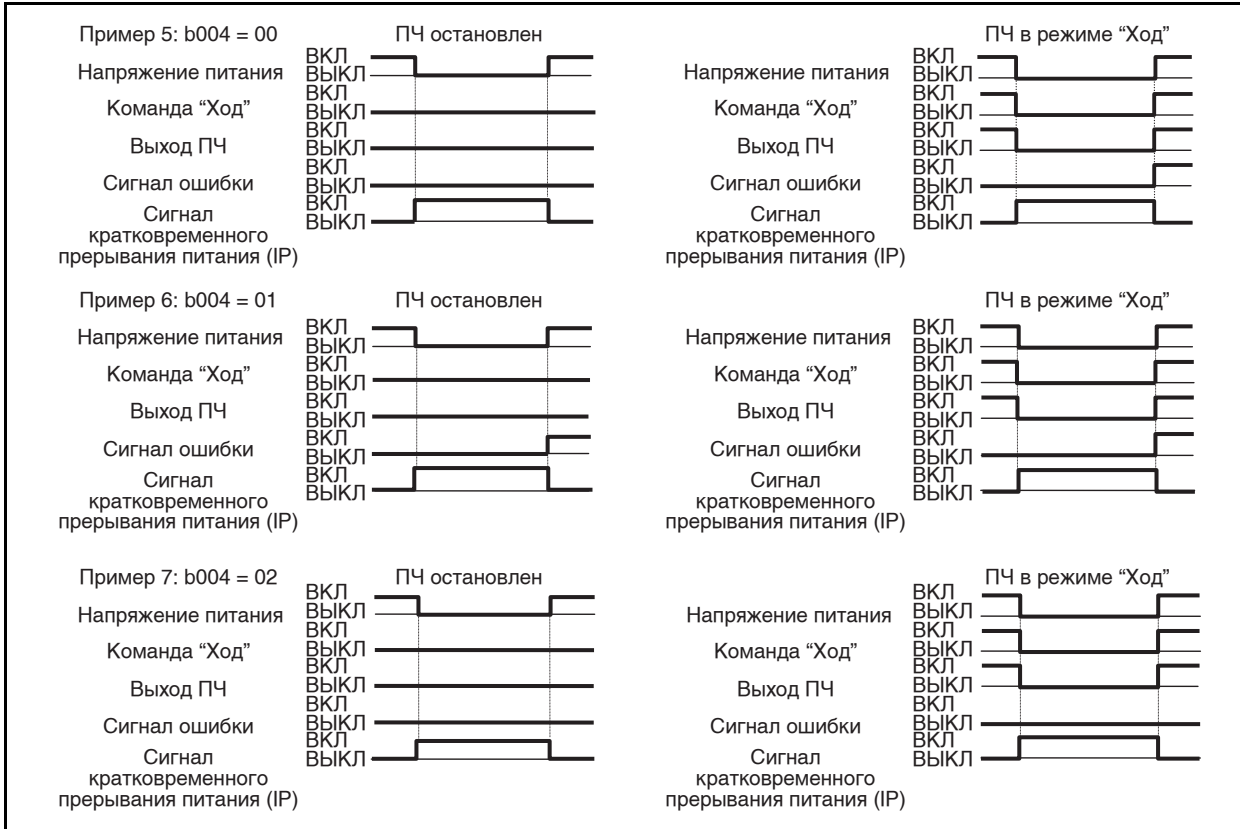 Пример 5: b004 = 00
ПЧ остановлен
Напряжение питания
ВКЛ
ВЫКЛ
Команда “Ход”
ВКЛ
ВЫКЛ
Выход ПЧ
ВКЛ
ВЫКЛ
Сигнал ошибки
ВКЛ
ВЫКЛ
Сигнал
кратковременного
прерывания питания (IP)
ВКЛ
ВЫКЛ
ПЧ в режиме “Ход”
Напряжение питания
ВКЛ
ВЫКЛ
Команда “Ход”
ВКЛ
ВЫКЛ
Выход ПЧ
ВКЛ
ВЫКЛ
Сигнал ошибки
ВКЛ
ВЫКЛ
Сигнал
кратковременного
прерывания питания (IP)
ВКЛ
ВЫКЛ
Пример 6: b004 = 01
ПЧ остановлен
Напряжение питания
ВКЛ
ВЫКЛ
Команда “Ход”
ВКЛ
ВЫКЛ
Выход ПЧ
ВКЛ
ВЫКЛ
Сигнал ошибки
ВКЛ
ВЫКЛ
Сигнал
кратковременного
прерывания питания (IP)
ВКЛ
ВЫКЛ
ПЧ в режиме “Ход”
Напряжение питания
ВКЛ
ВЫКЛ
Команда “Ход”
ВКЛ
ВЫКЛ
Выход ПЧ
ВКЛ
ВЫКЛ
Сигнал ошибки
ВКЛ
ВЫКЛ
Сигнал
кратковременного
прерывания питания (IP)
ВКЛ
ВЫКЛ
Пример 7: b004 = 02
ПЧ остановлен
Напряжение питания
ВКЛ
ВЫКЛ
Команда “Ход”
ВКЛ
ВЫКЛ
Выход ПЧ
ВКЛ
ВЫКЛ
Сигнал ошибки
ВКЛ
ВЫКЛ
Сигнал
кратковременного
прерывания питания (IP)
ВКЛ
ВЫКЛ
ПЧ в режиме “Ход”
Напряжение питания
ВКЛ
ВЫКЛ
Команда “Ход”
ВКЛ
ВЫКЛ
Выход ПЧ
ВКЛ
ВЫКЛ
Сигнал ошибки
ВКЛ
ВЫКЛ
Сигнал
кратковременного
прерывания питания (IP)
ВКЛ
ВЫКЛ